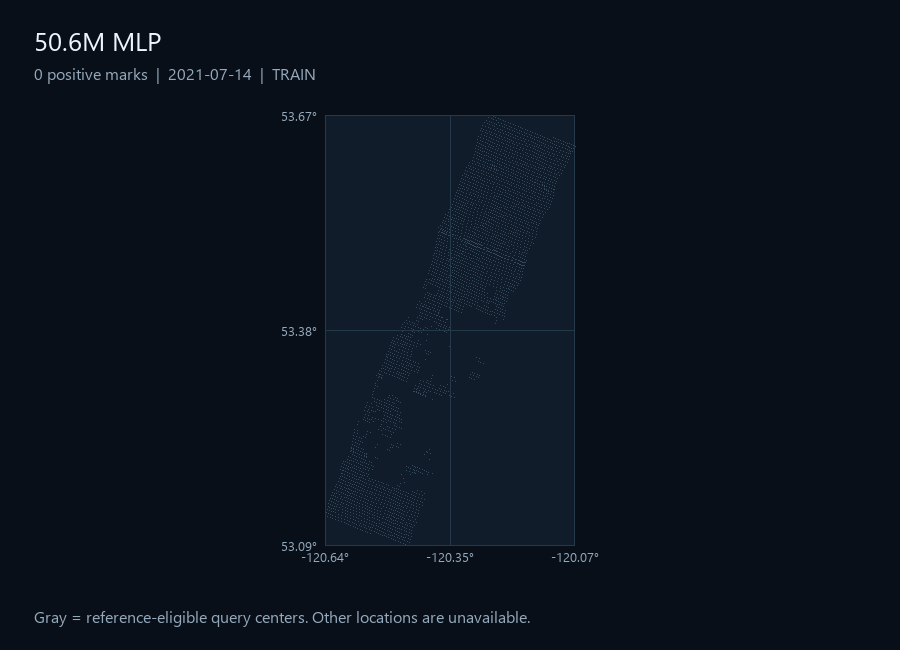 50.6M MLP
0 positive marks | 2021-07-14 | TRAIN
53.67°
53.38°
53.09°
-120.64° -120.35° -120.07°
Gray = reference-eligible query centers. Other locations are unavailable.